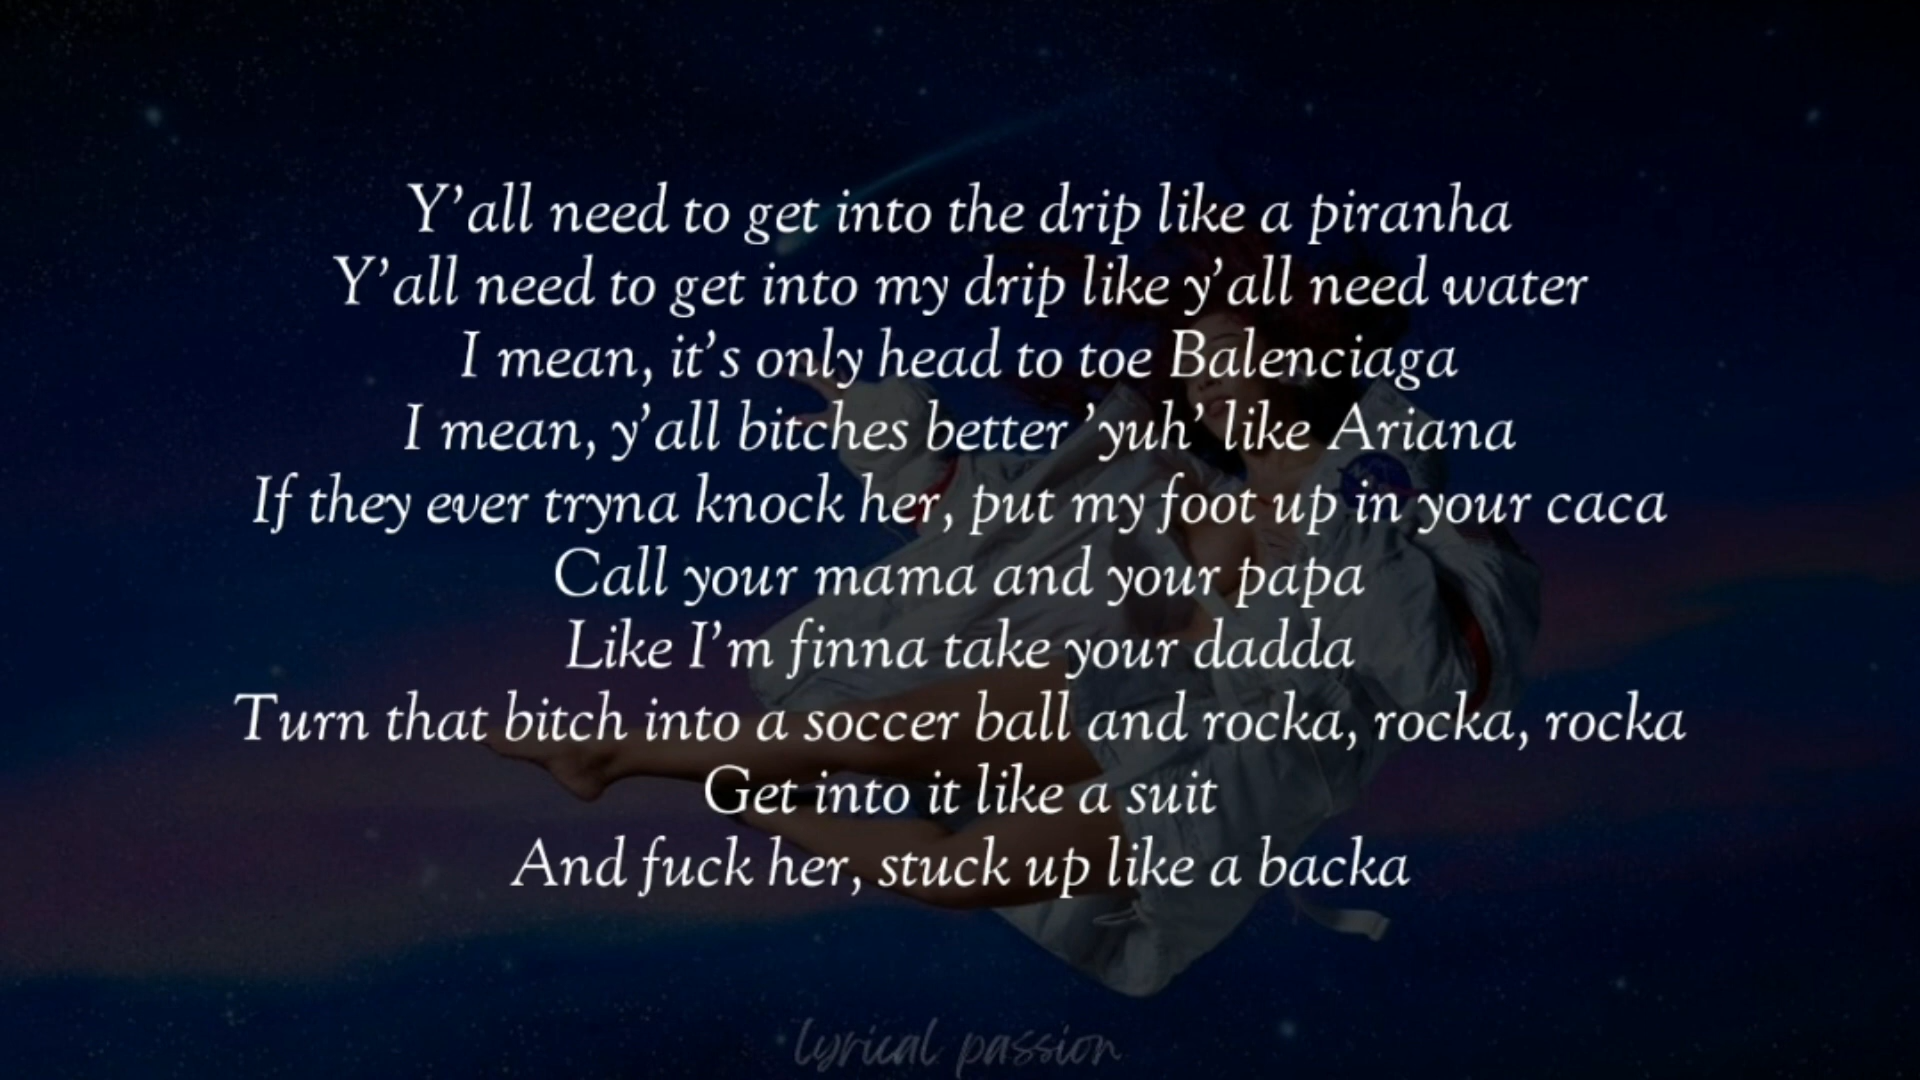 Y'all need to get into the drip like a piranha
Y'all need to get into my drip like y'all need water
I mean, it's only head to toe Balenciaga
I mean, y'all bitches better 'yuh' like Ariana
If they ever tryna knock her, put my foot up in your caca
Call your mama and your papa
Like I'm finna take your dadda
Turn that bitch into a soccer ball and rocka, rocka, rocka
Get into it like a suit
And fuck her, stuck up like a backa
lyrical passion